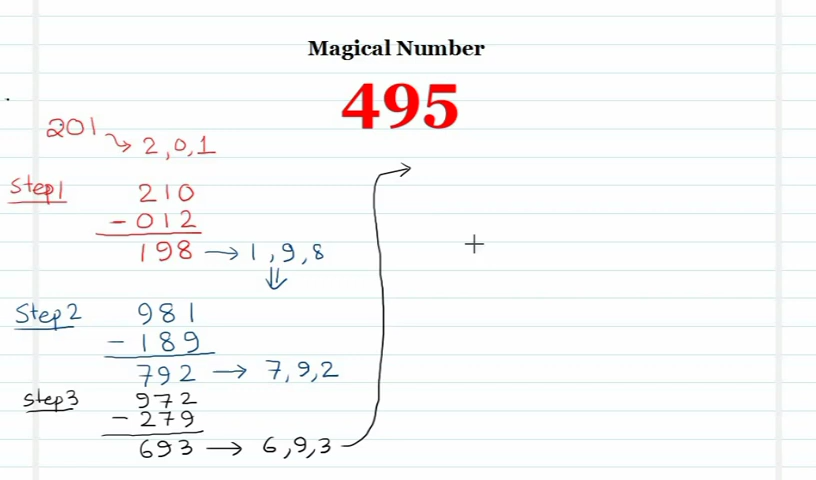 Magical Number
495
201 → 2,0,1
Step1
210
-012
198 → 1,9,8
⇓
Step2
981
-189
792 → 7,9,2
Step3
972
-279
693 → 6,9,3